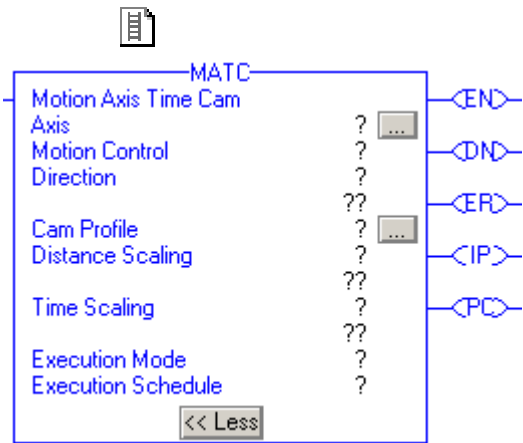 MATC
Motion Axis Time Cam
EN
Axis ? ...
Motion Control ?
DN
Direction ?
??
ER
Cam Profile ? ...
Distance Scaling ?
IP
??
Time Scaling ?
PC
??
Execution Mode ?
Execution Schedule ?
<< Less